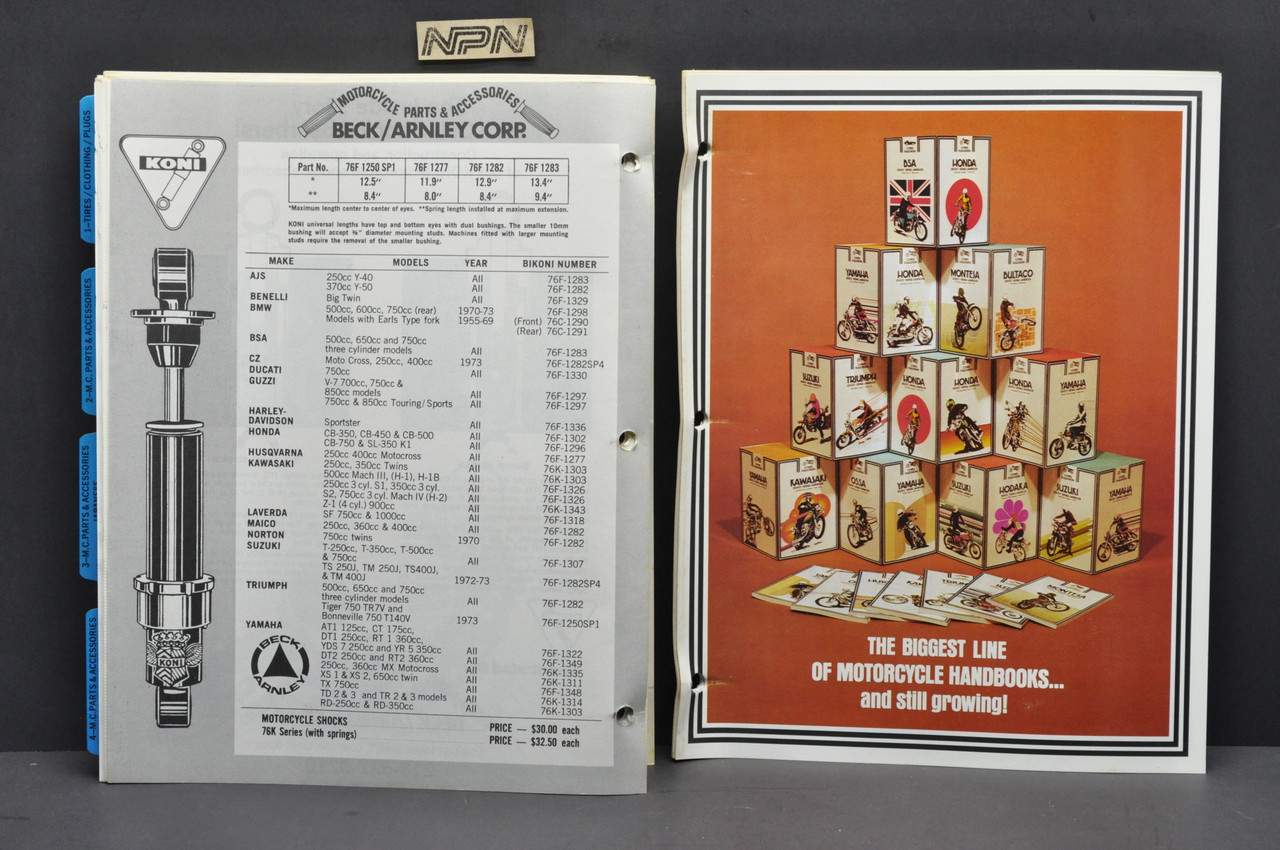 NPN
1–TIRES / CLOTHING / PLUGS
2–M.C. PARTS & ACCESSORIES
3–M.C. PARTS & ACCESSORIES
4–M.C. PARTS & ACCESSORIES
MOTORCYCLE PARTS & ACCESSORIES
BECK/ARNLEY CORP.
KONI
Part No. 76F 1250 SP1 76F 1277 76F 1282 76F 1283
* 12.5" 11.9" 12.9" 13.4"
** 8.4" 8.0" 8.4" 9.4"
*Maximum length center to center of eyes. **Spring length installed at maximum extension.
KONI universal lengths have top and bottom eyes with dual bushings. The smaller 10mm
bushing will accept ⅜" diameter mounting studs. Machines fitted with larger mounting
studs require the removal of the smaller bushing.
MAKE MODELS YEAR BIKONI NUMBER
AJS 250cc Y-40 All 76F-1283
370cc Y-50 All 76F-1282
BENELLI Big Twin All 76F-1329
BMW 500cc, 600cc, 750cc (rear) 1970-73 76F-1298
Models with Earls Type fork 1955-69 (Front) 76C-1290
(Rear) 76C-1291
BSA 500cc, 650cc and 750cc
three cylinder models All 76F-1283
CZ Moto Cross, 250cc, 400cc 1973 76F-1282SP4
DUCATI 750cc All 76F-1330
GUZZI V-7 700cc, 750cc &
850cc models All 76F-1297
750cc & 850cc Touring/Sports All 76F-1297
HARLEY-
DAVIDSON Sportster All 76F-1336
HONDA CB-350, CB-450 & CB-500 All 76F-1302
CB-750 & SL-350 K1 All 76F-1296
HUSQVARNA 250cc 400cc Motocross All 76F-1277
KAWASAKI 250cc, 350cc Twins All 76K-1303
500cc Mach III, (H-1), H-1B All 76K-1303
250cc 3 cyl. S1, 350cc 3 cyl. All 76F-1326
S2, 750cc 3 cyl. Mach IV (H-2) All 76F-1326
Z-1 (4 cyl.) 900cc All 76K-1343
LAVERDA SF 750cc & 1000cc All 76F-1318
MAICO 250cc, 360cc & 400cc All 76F-1282
NORTON 750cc twins 1970 76F-1282
SUZUKI T-250cc, T-350cc, T-500cc
& 750cc All 76F-1307
TS 250J, TM 250J, TS400J,
& TM 400J 1972-73 76F-1282SP4
TRIUMPH 500cc, 650cc and 750cc
three cylinder models All 76F-1282
Tiger 750 TR7V and
Bonneville 750 T140V 1973 76F-1250SP1
YAMAHA AT1 125cc, CT 175cc,
DT1 250cc, RT 1 360cc, All 76F-1322
YDS 7 250cc and YR 5 350cc All 76F-1349
DT2 250cc and RT2 360cc All 76K-1335
250cc, 360cc MX Motocross All 76K-1311
XS 1 & XS 2, 650cc twin All 76F-1348
TX 750cc All 76K-1314
TD 2 & 3 and TR 2 & 3 models All
RD-250cc & RD-350cc All 76K-1303
BECK
ARNLEY
KONI
MOTORCYCLE SHOCKS PRICE — $30.00 each
76K Series (with springs) PRICE — $32.50 each
BSA HONDA
YAMAHA HONDA MONTESA BULTACO
SUZUKI TRIUMPH HONDA HONDA HONDA YAMAHA
YAMAHA KAWASAKI OSSA YAMAHA SUZUKI HODAKA SUZUKI YAMAHA
MONTESA
THE BIGGEST LINE
OF MOTORCYCLE HANDBOOKS...
and still growing!